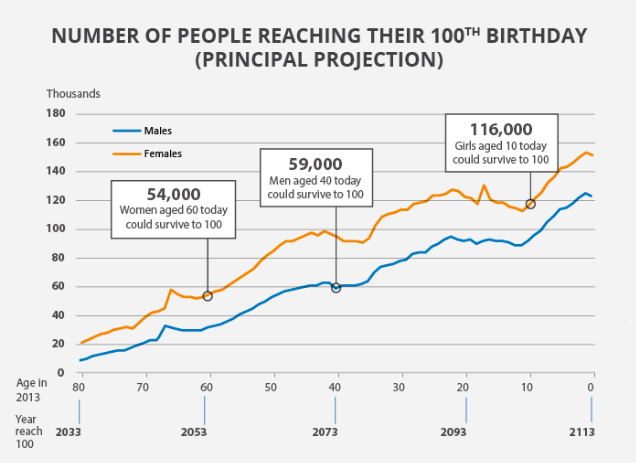 NUMBER OF PEOPLE REACHING THEIR 100TH BIRTHDAY
(PRINCIPAL PROJECTION)
Thousands
180
160
140
120
100
80
60
40
20
0
Males
Females
54,000
Women aged 60 today
could survive to 100
59,000
Men aged 40 today
could survive to 100
116,000
Girls aged 10 today
could survive to 100
Age in
2013
80 70 60 50 40 30 20 10 0
Year
reach
100
2033 2053 2073 2093 2113